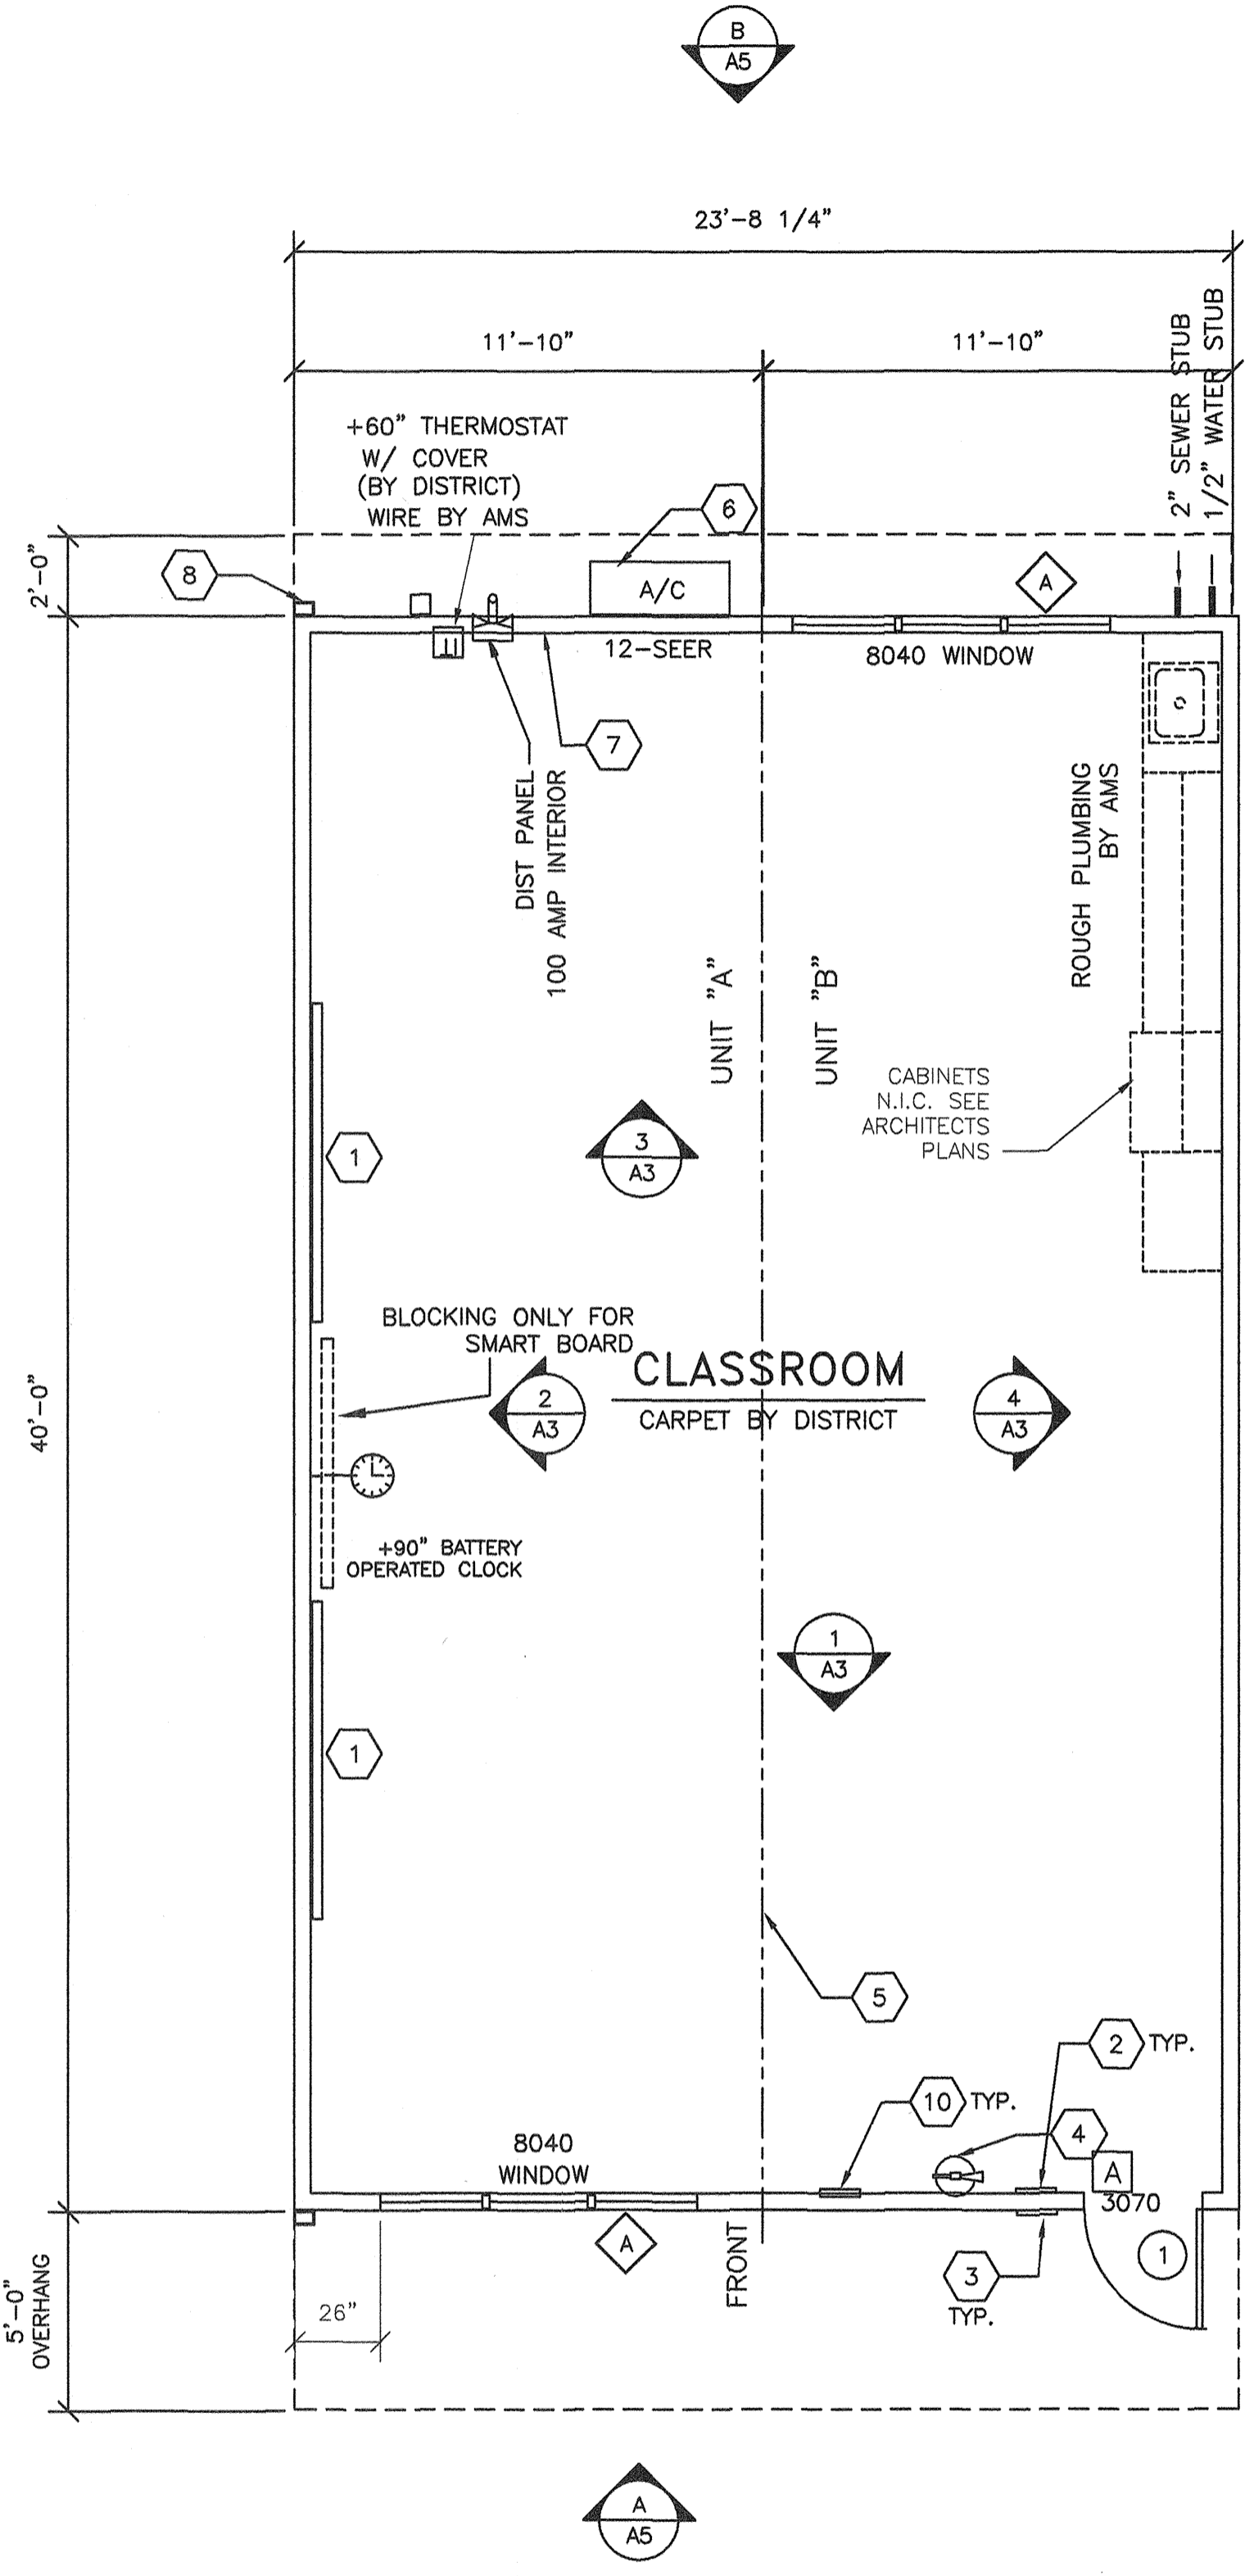 B
A5
23'-8 1/4"
11'-10"
11'-10"
2" SEWER STUB
1/2" WATER STUB
+60" THERMOSTAT
W/ COVER
(BY DISTRICT)
WIRE BY AMS
6
2'-0"
8
A/C
A
12-SEER
8040 WINDOW
7
DIST PANEL
100 AMP INTERIOR
ROUGH PLUMBING
BY AMS
UNIT "A"
UNIT "B"
CABINETS
N.I.C. SEE
ARCHITECTS
PLANS
3
A3
1
BLOCKING ONLY FOR
SMART BOARD
CLASSROOM
CARPET BY DISTRICT
2
A3
4
A3
40'-0"
+90" BATTERY
OPERATED CLOCK
1
A3
1
5
2 TYP.
10 TYP.
4
8040
WINDOW
A
3070
A
FRONT
1
3
TYP.
5'-0"
OVERHANG
26"
A
A5